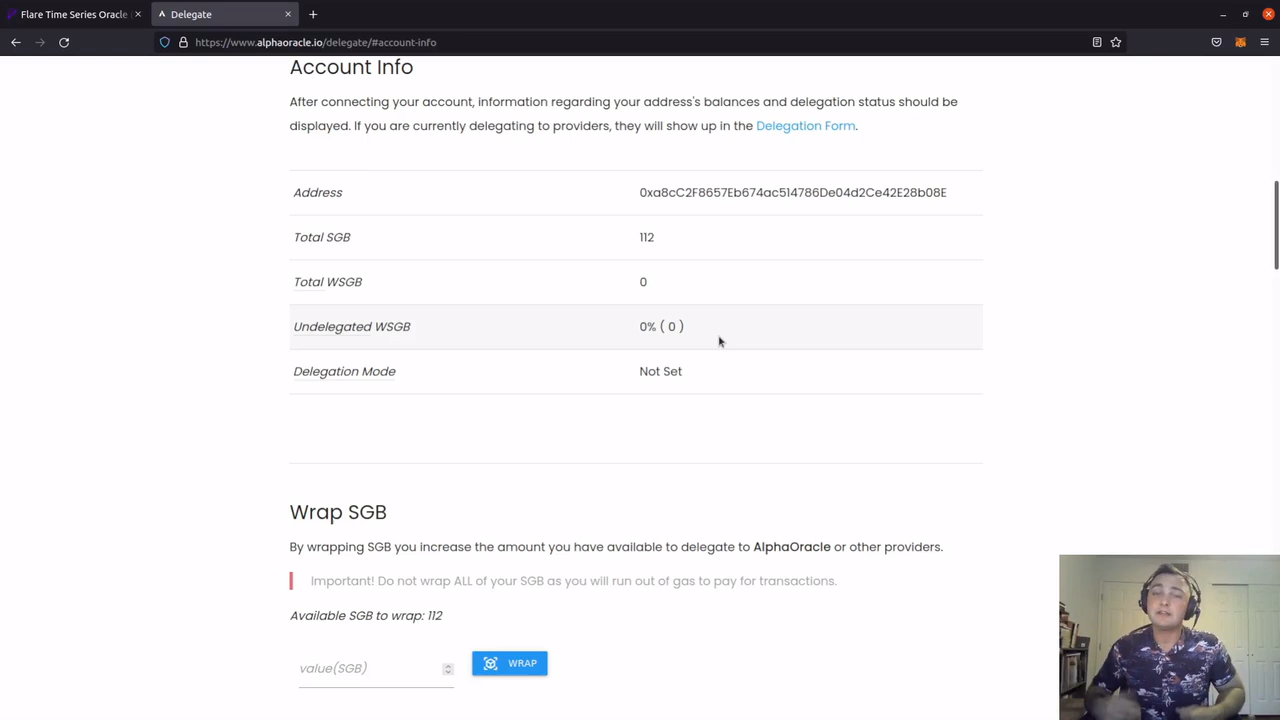 Flare Time Series Oracle |
Delegate
https://www.alphaoracle.io/delegate/#account-info
Account Info
After connecting your account, information regarding your address's balances and delegation status should be
displayed. If you are currently delegating to providers, they will show up in the Delegation Form.
Address 0xa8cC2F8657Eb674ac514786De04d2Ce42E28b08E
Total SGB 112
Total WSGB 0
Undelegated WSGB 0% ( 0 )
Delegation Mode Not Set
Wrap SGB
By wrapping SGB you increase the amount you have available to delegate to AlphaOracle or other providers.
Important! Do not wrap ALL of your SGB as you will run out of gas to pay for transactions.
Available SGB to wrap: 112
value(SGB) WRAP